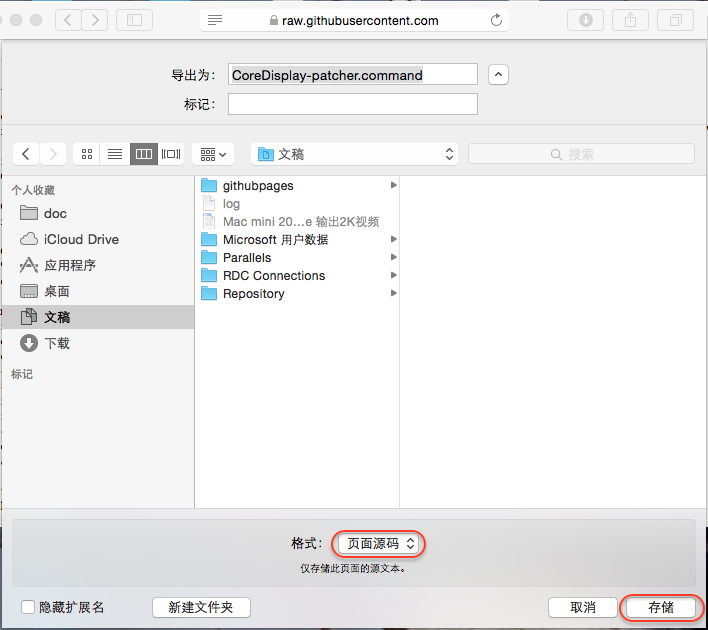 raw.githubusercontent.com
导出为： CoreDisplay-patcher.command
标记：
文稿
搜索
个人收藏
doc
iCloud Drive
应用程序
桌面
文稿
下载
标记
githubpages
log
Mac mini 20...e 输出2K视频
Microsoft 用户数据
Parallels
RDC Connections
Repository
格式： 页面源码
仅存储此页面的源文本。
隐藏扩展名 新建文件夹 取消 存储